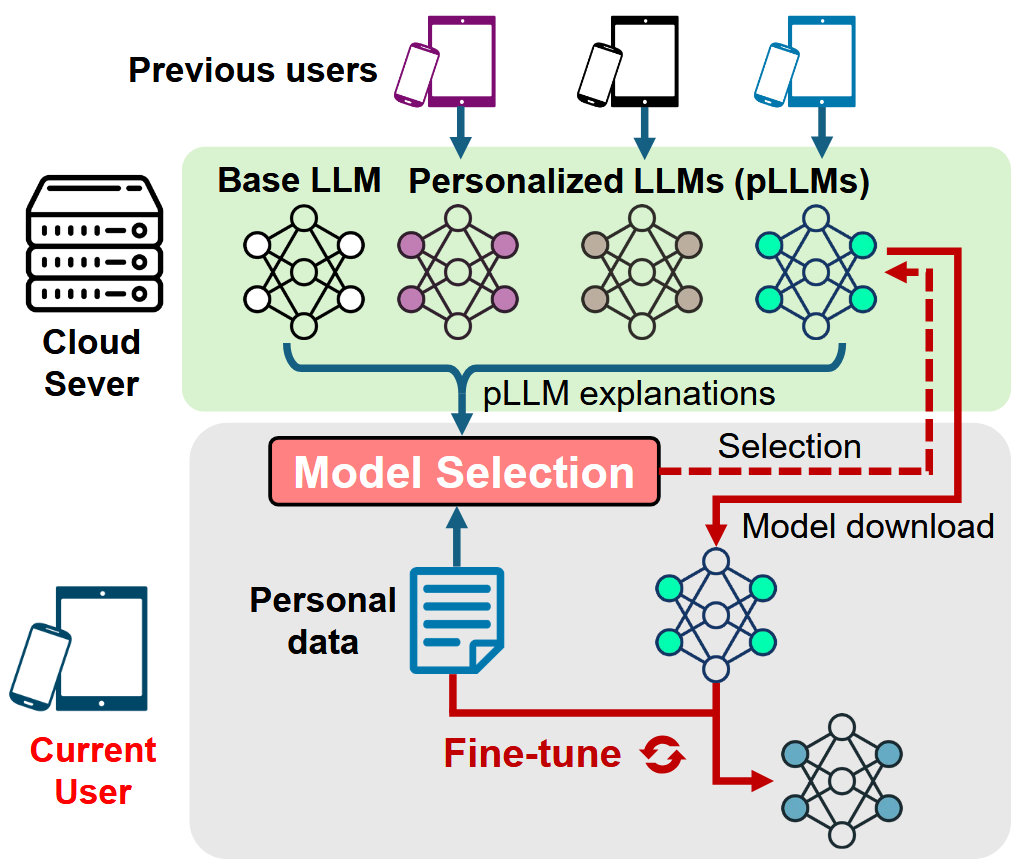 Previous users
Base LLM
Personalized LLMs (pLLMs)
Cloud
Sever
pLLM explanations
Model Selection
Selection
Model download
Personal
data
Current
User
Fine-tune